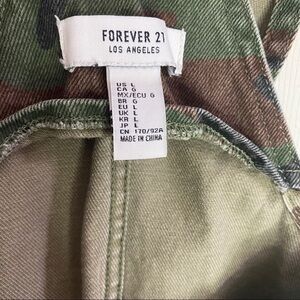 FOREVER 21
LOS ANGELES
US L
CA G
MX/ECU G
BR G
EU L
UK L
KR L
JP L
CN 170/92A
MADE IN CHINA